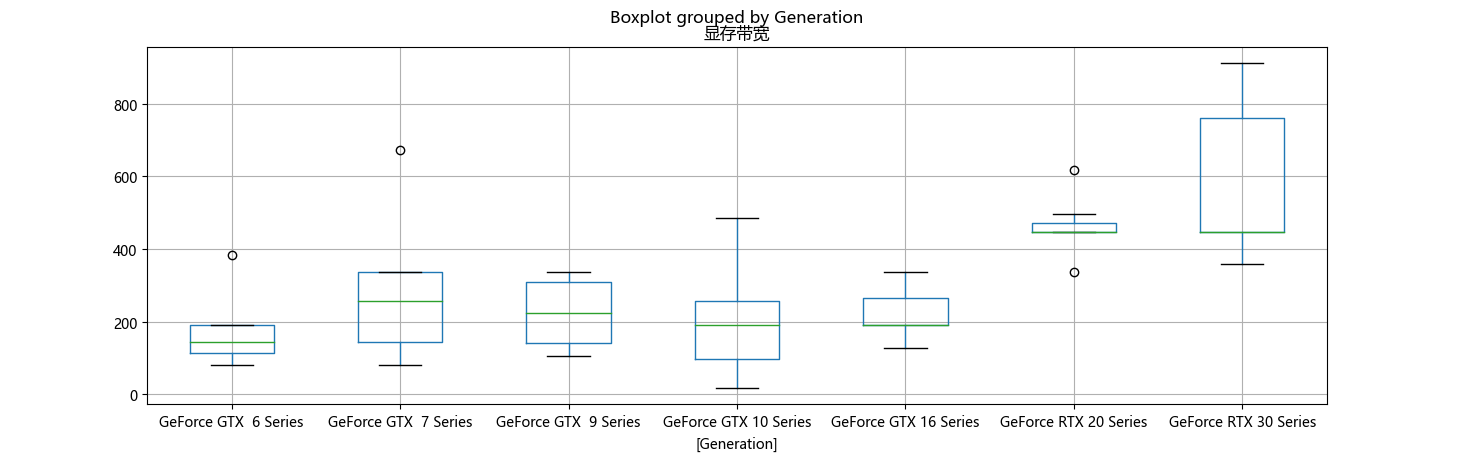 Boxplot grouped by Generation
显存带宽
800
600
400
200
0
GeForce GTX  6 Series GeForce GTX  7 Series GeForce GTX  9 Series GeForce GTX 10 Series GeForce GTX 16 Series GeForce RTX 20 Series GeForce RTX 30 Series
[Generation]